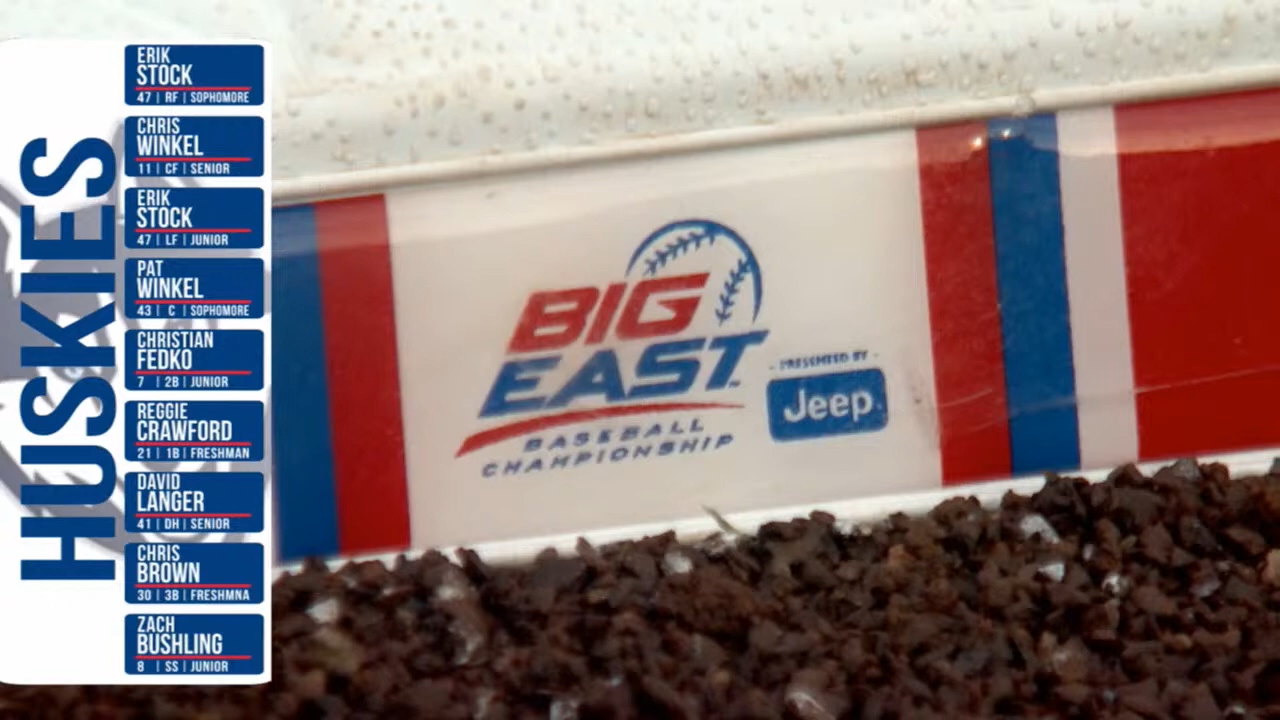 HUSKIES
ERIK
STOCK
47 | RF | SOPHOMORE
CHRIS
WINKEL
11 | CF | SENIOR
ERIK
STOCK
47 | LF | JUNIOR
PAT
WINKEL
43 | C | SOPHOMORE
CHRISTIAN
FEDKO
7 | 2B | JUNIOR
REGGIE
CRAWFORD
21 | 1B | FRESHMAN
DAVID
LANGER
41 | DH | SENIOR
CHRIS
BROWN
30 | 3B | FRESHMNA
ZACH
BUSHLING
8 | SS | JUNIOR
BIG
EAST
BASEBALL
CHAMPIONSHIP
- PRESENTED BY -
Jeep